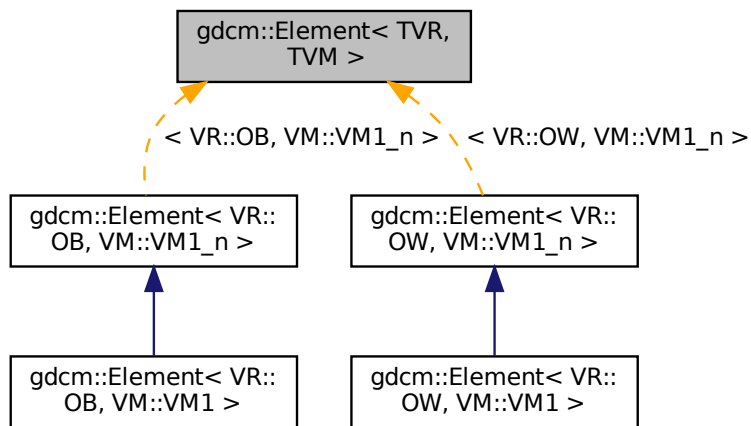 gdcm::Element< TVR,
TVM >
< VR::OB, VM::VM1_n >
< VR::OW, VM::VM1_n >
gdcm::Element< VR::
OB, VM::VM1_n >
gdcm::Element< VR::
OW, VM::VM1_n >
gdcm::Element< VR::
OB, VM::VM1 >
gdcm::Element< VR::
OW, VM::VM1 >